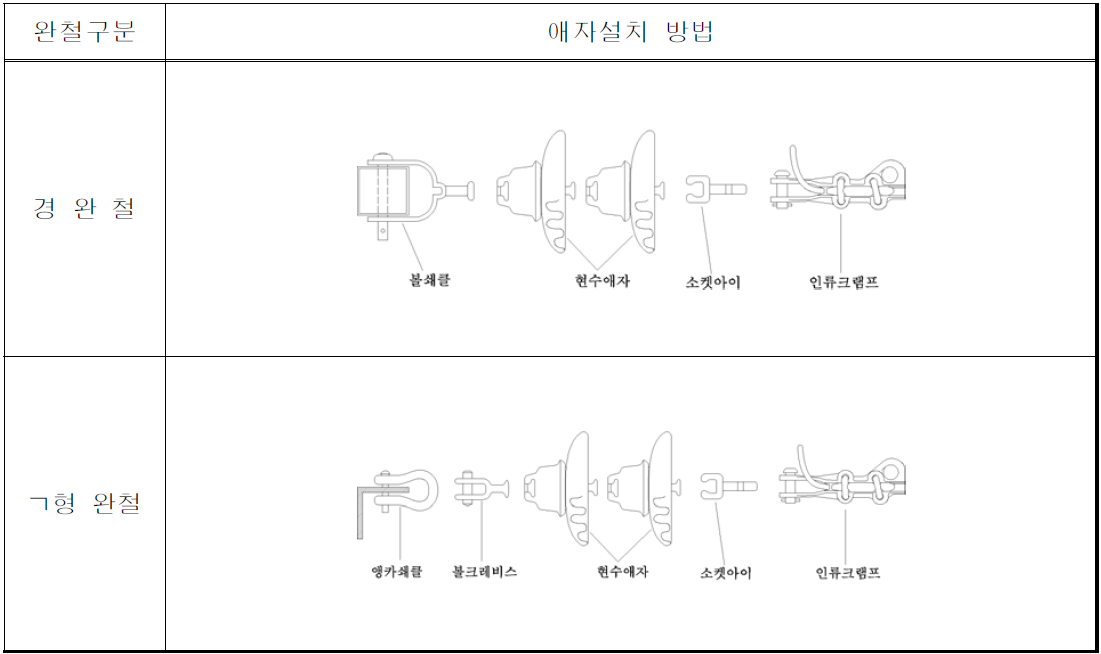 완철구분
애자설치 방법
경 완 철
볼쇄클
현수애자
소켓아이
인류크램프
ㄱ형 완철
앵카쇄클
볼크레비스
현수애자
소켓아이
인류크램프